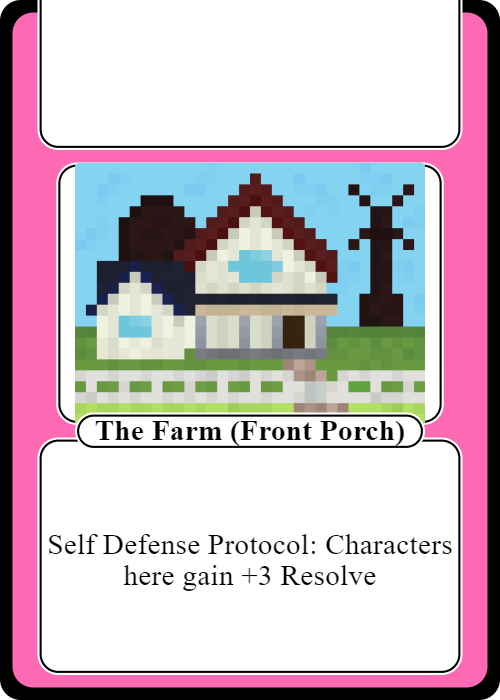 The Farm (Front Porch)
Self Defense Protocol: Characters
here gain +3 Resolve